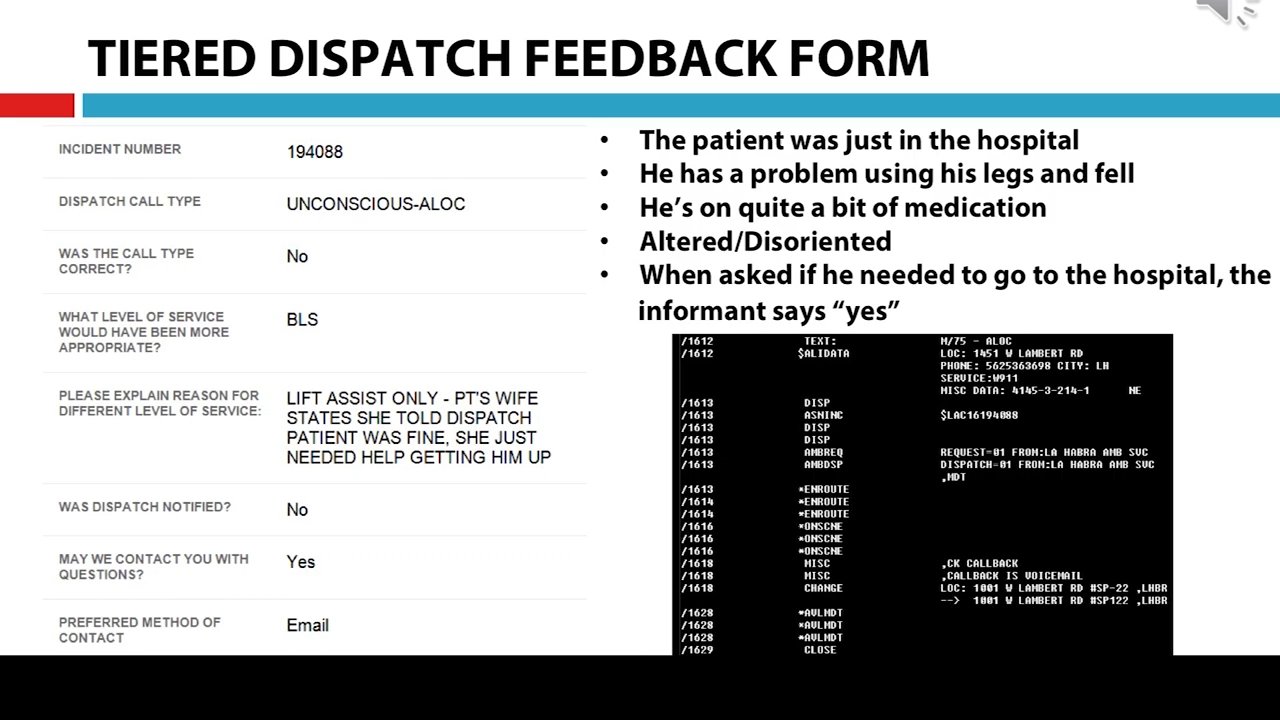 TIERED DISPATCH FEEDBACK FORM
INCIDENT NUMBER 194088
DISPATCH CALL TYPE UNCONSCIOUS-ALOC
WAS THE CALL TYPE
CORRECT?
No
WHAT LEVEL OF SERVICE
WOULD HAVE BEEN MORE
APPROPRIATE?
BLS
PLEASE EXPLAIN REASON FOR
DIFFERENT LEVEL OF SERVICE:
LIFT ASSIST ONLY - PT'S WIFE
STATES SHE TOLD DISPATCH
PATIENT WAS FINE, SHE JUST
NEEDED HELP GETTING HIM UP
WAS DISPATCH NOTIFIED? No
MAY WE CONTACT YOU WITH
QUESTIONS?
Yes
PREFERRED METHOD OF
CONTACT
Email
• The patient was just in the hospital
• He has a problem using his legs and fell
• He's on quite a bit of medication
• Altered/Disoriented
• When asked if he needed to go to the hospital, the
informant says “yes”
/1612 TEXT: M/75 - ALOC
/1612 $ALIDATA LOC: 1451 W LAMBERT RD
PHONE: 5625363698 CITY: LH
SERVICE:W911
MISC DATA: 4145-3-214-1 NE
/1613 DISP
/1613 ASNINC $LAC16194088
/1613 DISP
/1613 DISP
/1613 AMBREQ REQUEST=01 FROM:LA HABRA AMB SVC
/1613 AMBDSP DISPATCH=01 FROM:LA HABRA AMB SVC
,MDT
/1613 *ENROUTE
/1614 *ENROUTE
/1614 *ENROUTE
/1616 *ONSCNE
/1616 *ONSCNE
/1616 *ONSCNE
/1618 MISC ,CK CALLBACK
/1618 MISC ,CALLBACK IS VOICEMAIL
/1618 CHANGE LOC: 1001 W LAMBERT RD #SP-22 ,LHBR
--> 1001 W LAMBERT RD #SP122 ,LHBR
/1628 *AVLMDT
/1628 *AVLMDT
/1628 *AVLMDT
/1629 CLOSE